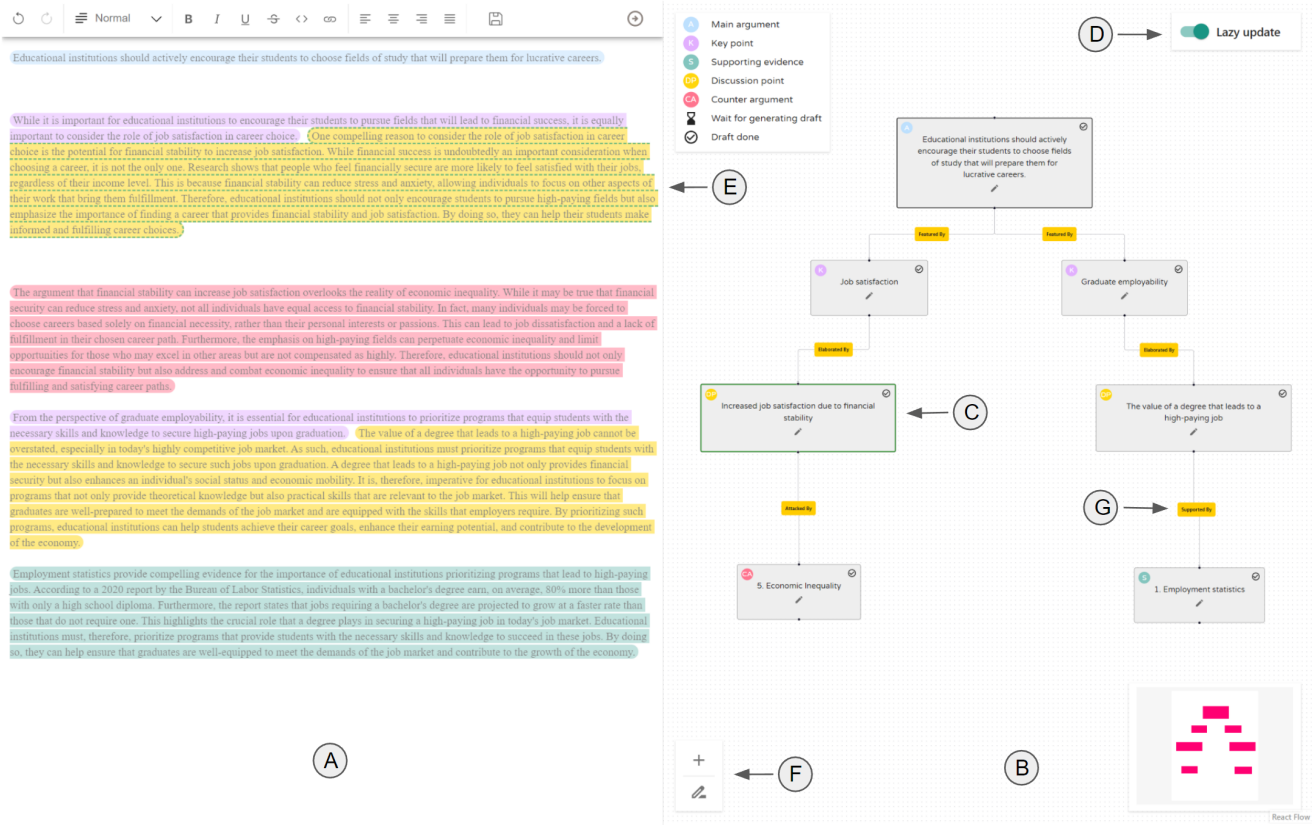 Normal
B I U S
Educational institutions should actively encourage their students to choose fields of study that will prepare them for lucrative careers.
While it is important for educational institutions to encourage their students to pursue fields that will lead to financial success, it is equally
important to consider the role of job satisfaction in career choice. One compelling reason to consider the role of job satisfaction in career
choice is the potential for financial stability to increase job satisfaction. While financial success is undoubtedly an important consideration when
choosing a career, it is not the only one. Research shows that people who feel financially secure are more likely to feel satisfied with their jobs,
regardless of their income level. This is because financial stability can reduce stress and anxiety, allowing individuals to focus on other aspects of
their work that bring them fulfillment. Therefore, educational institutions should not only encourage students to pursue high-paying fields but also
emphasize the importance of finding a career that provides financial stability and job satisfaction. By doing so, they can help their students make
informed and fulfilling career choices.
The argument that financial stability can increase job satisfaction overlooks the reality of economic inequality. While it may be true that financial
security can reduce stress and anxiety, not all individuals have equal access to financial stability. In fact, many individuals may be forced to
choose careers based solely on financial necessity, rather than their personal interests or passions. This can lead to job dissatisfaction and a lack of
fulfillment in their chosen career path. Furthermore, the emphasis on high-paying fields can perpetuate economic inequality and limit
opportunities for those who may excel in other areas but are not compensated as highly. Therefore, educational institutions should not only
encourage financial stability but also address and combat economic inequality to ensure that all individuals have the opportunity to pursue
fulfilling and satisfying career paths.
From the perspective of graduate employability, it is essential for educational institutions to prioritize programs that equip students with the
necessary skills and knowledge to secure high-paying jobs upon graduation. The value of a degree that leads to a high-paying job cannot be
overstated, especially in today's highly competitive job market. As such, educational institutions must prioritize programs that equip students with
the necessary skills and knowledge to secure such jobs upon graduation. A degree that leads to a high-paying job not only provides financial
security but also enhances an individual's social status and economic mobility. It is, therefore, imperative for educational institutions to focus on
programs that not only provide theoretical knowledge but also practical skills that are relevant to the job market. This will help ensure that
graduates are well-prepared to meet the demands of the job market and are equipped with the skills that employers require. By prioritizing such
programs, educational institutions can help students achieve their career goals, enhance their earning potential, and contribute to the development
of the economy.
Employment statistics provide compelling evidence for the importance of educational institutions prioritizing programs that lead to high-paying
jobs. According to a 2020 report by the Bureau of Labor Statistics, individuals with a bachelor's degree earn, on average, 80% more than those
with only a high school diploma. Furthermore, the report states that jobs requiring a bachelor's degree are projected to grow at a faster rate than
those that do not require one. This highlights the crucial role that a degree plays in securing a high-paying job in today's job market. Educational
institutions must, therefore, prioritize programs that provide students with the necessary skills and knowledge to succeed in these jobs. By doing
so, they can help ensure that graduates are well-equipped to meet the demands of the job market and contribute to the growth of the economy.
A
A Main argument
K Key point
S Supporting evidence
DP Discussion point
CA Counter argument
Wait for generating draft
Draft done
D
Lazy update
A
Educational institutions should actively
encourage their students to choose fields
of study that will prepare them for
lucrative careers.
E
Featured By
Featured By
K
Job satisfaction
K
Graduate employability
Elaborated By
Elaborated By
DP
Increased job satisfaction due to financial
stability
C
DP
The value of a degree that leads to a
high-paying job
Attacked By
G
Supported By
CA
5. Economic Inequality
S
1. Employment statistics
F
B
React Flow